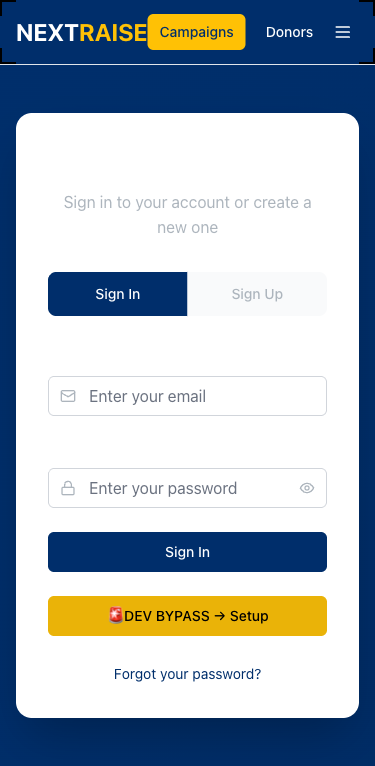 NEXTRAISE Campaigns Donors
Sign in to your account or create a
new one
Sign In Sign Up
Enter your email
Enter your password
Sign In
🚨DEV BYPASS → Setup
Forgot your password?